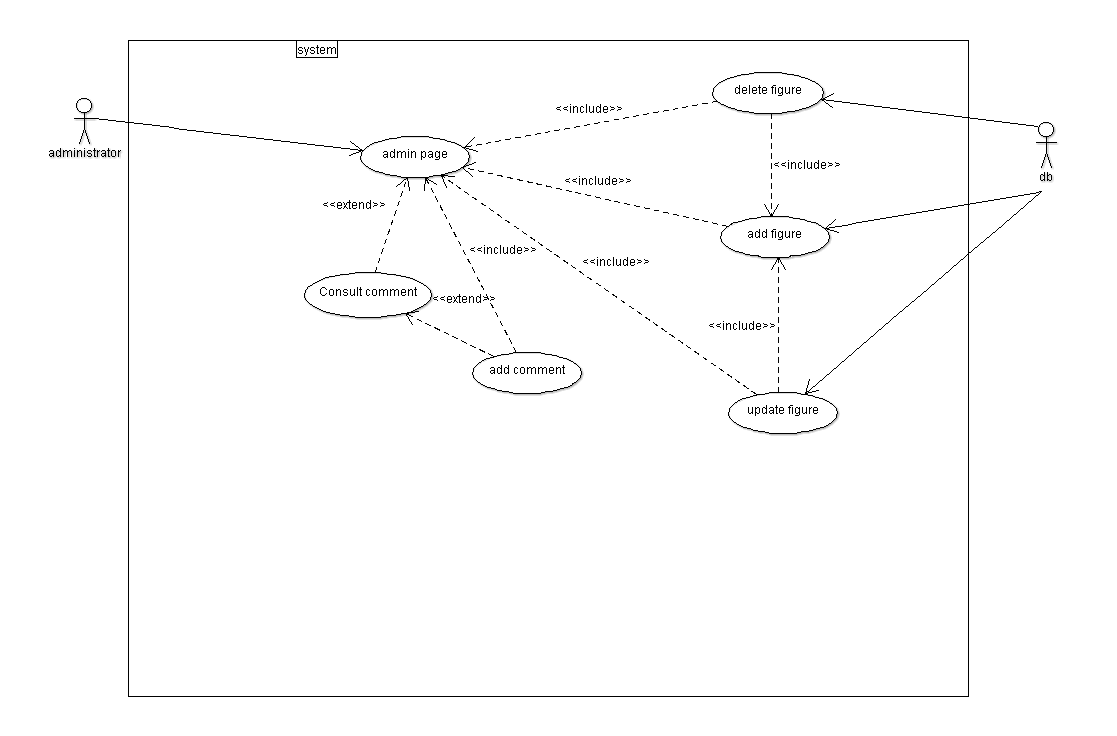 system
delete figure
<<include>>
administrator
admin page
<<include>>
db
<<include>>
<<extend>>
add figure
<<include>>
<<include>>
Consult comment
<<extend>>
<<include>>
add comment
update figure